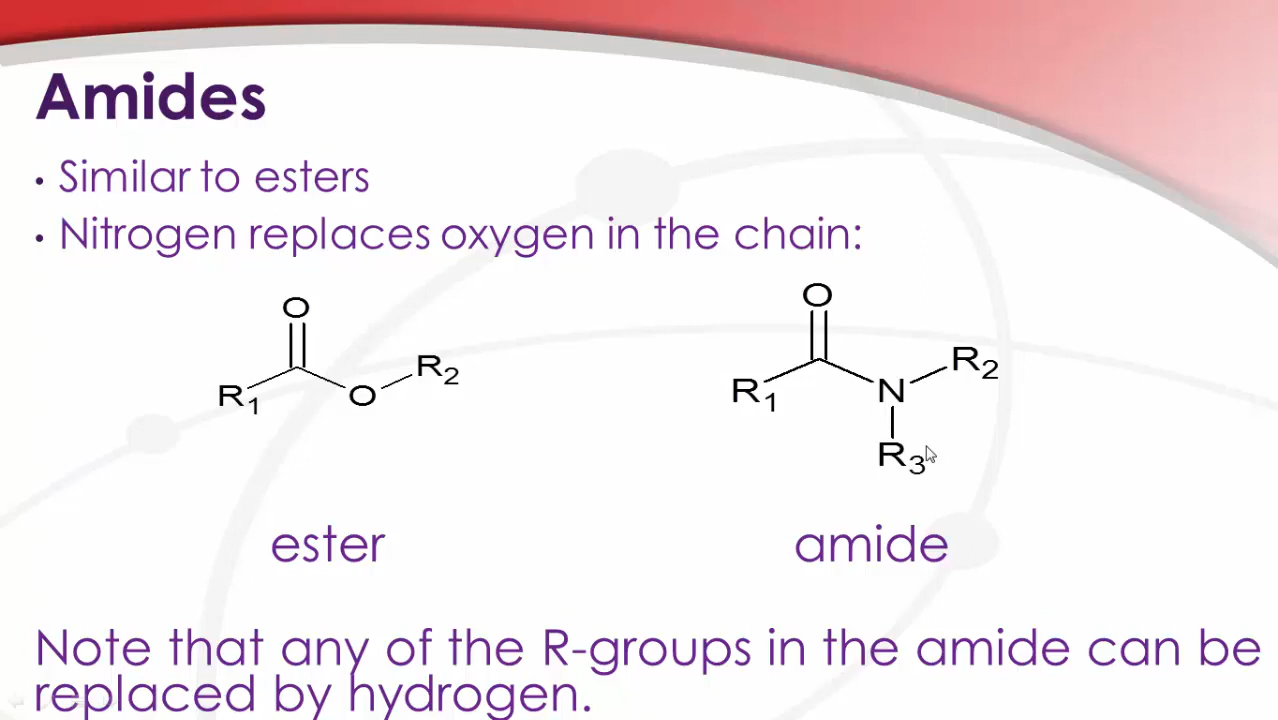 Amides
• Similar to esters
• Nitrogen replaces oxygen in the chain:
O
R1
O
R2
ester
O
R1
N
R2
R3
amide
Note that any of the R-groups in the amide can be
replaced by hydrogen.